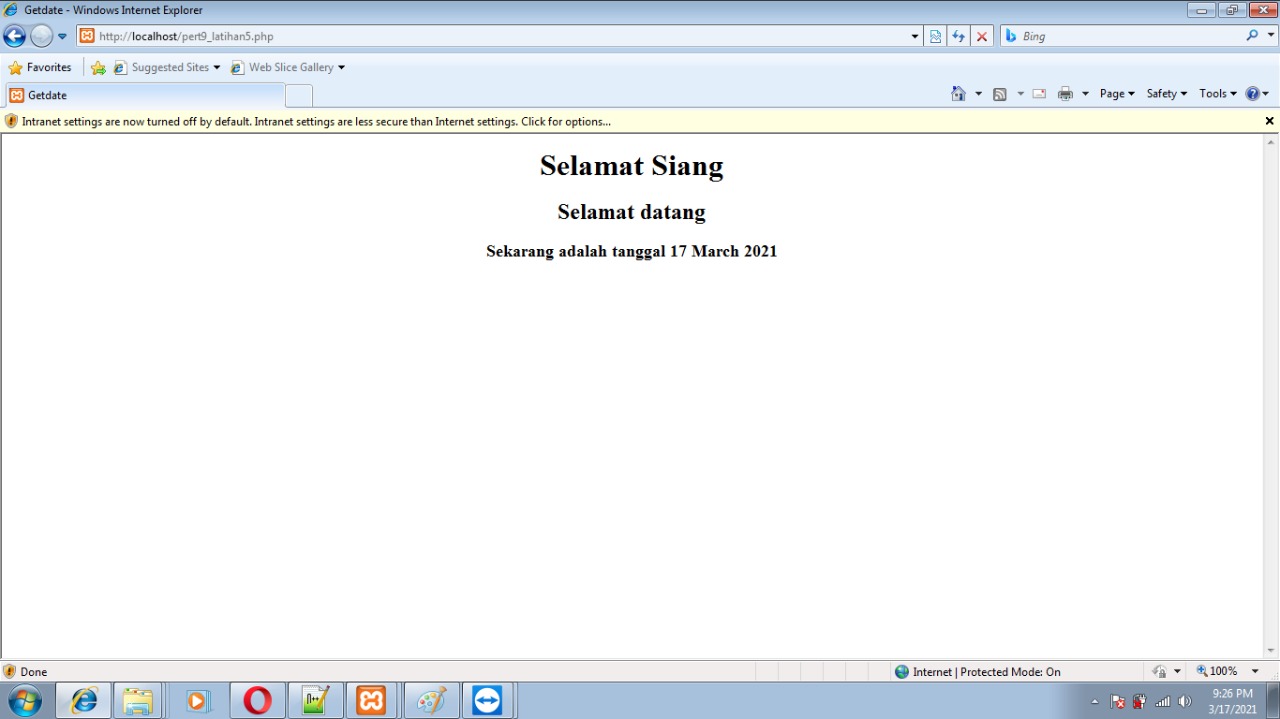 Getdate - Windows Internet Explorer
http://localhost/pert9_latihan5.php
Bing
Favorites
Suggested Sites
Web Slice Gallery
Getdate
Page
Safety
Tools
Intranet settings are now turned off by default. Intranet settings are less secure than Internet settings. Click for options...
Selamat Siang
Selamat datang
Sekarang adalah tanggal 17 March 2021
Done
Internet | Protected Mode: On
100%
9:26 PM
3/17/2021